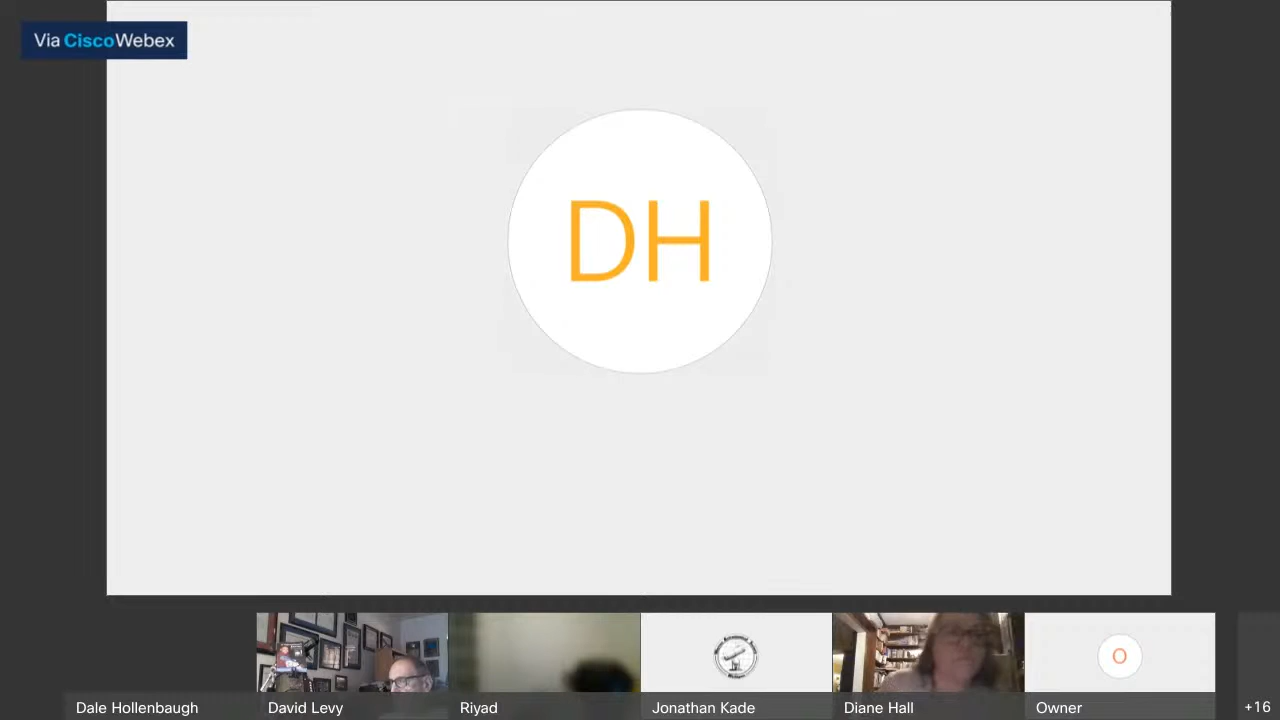 Via CiscoWebex
DH
O
Dale Hollenbaugh
David Levy
Riyad
Jonathan Kade
Diane Hall
Owner
+16